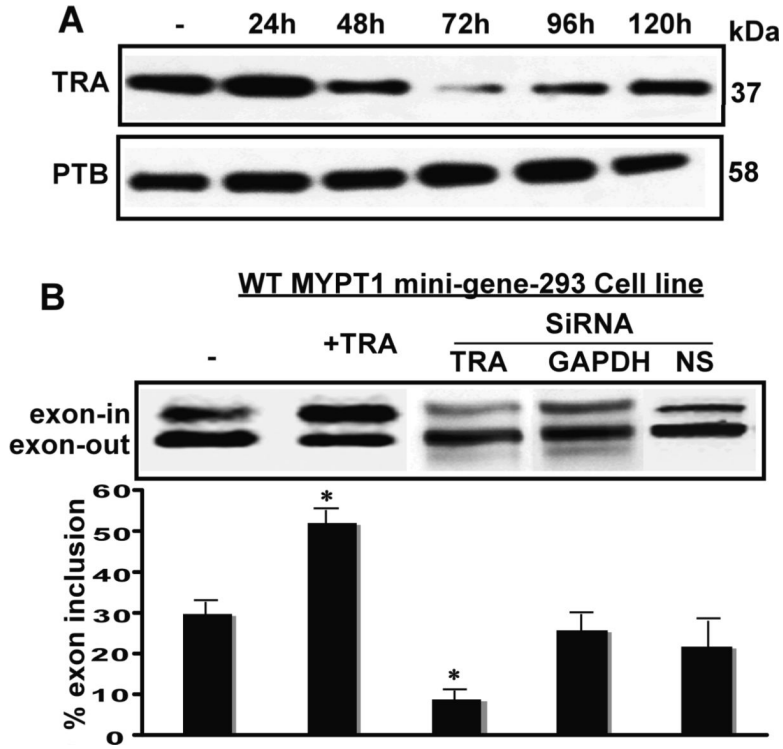 A
- 24h 48h 72h 96h 120h kDa
TRA 37
PTB 58
B
WT MYPT1 mini-gene-293 Cell line
SiRNA
- +TRA TRA GAPDH NS
exon-in
exon-out
% exon inclusion
60
50
40
30
20
10
0
*
*